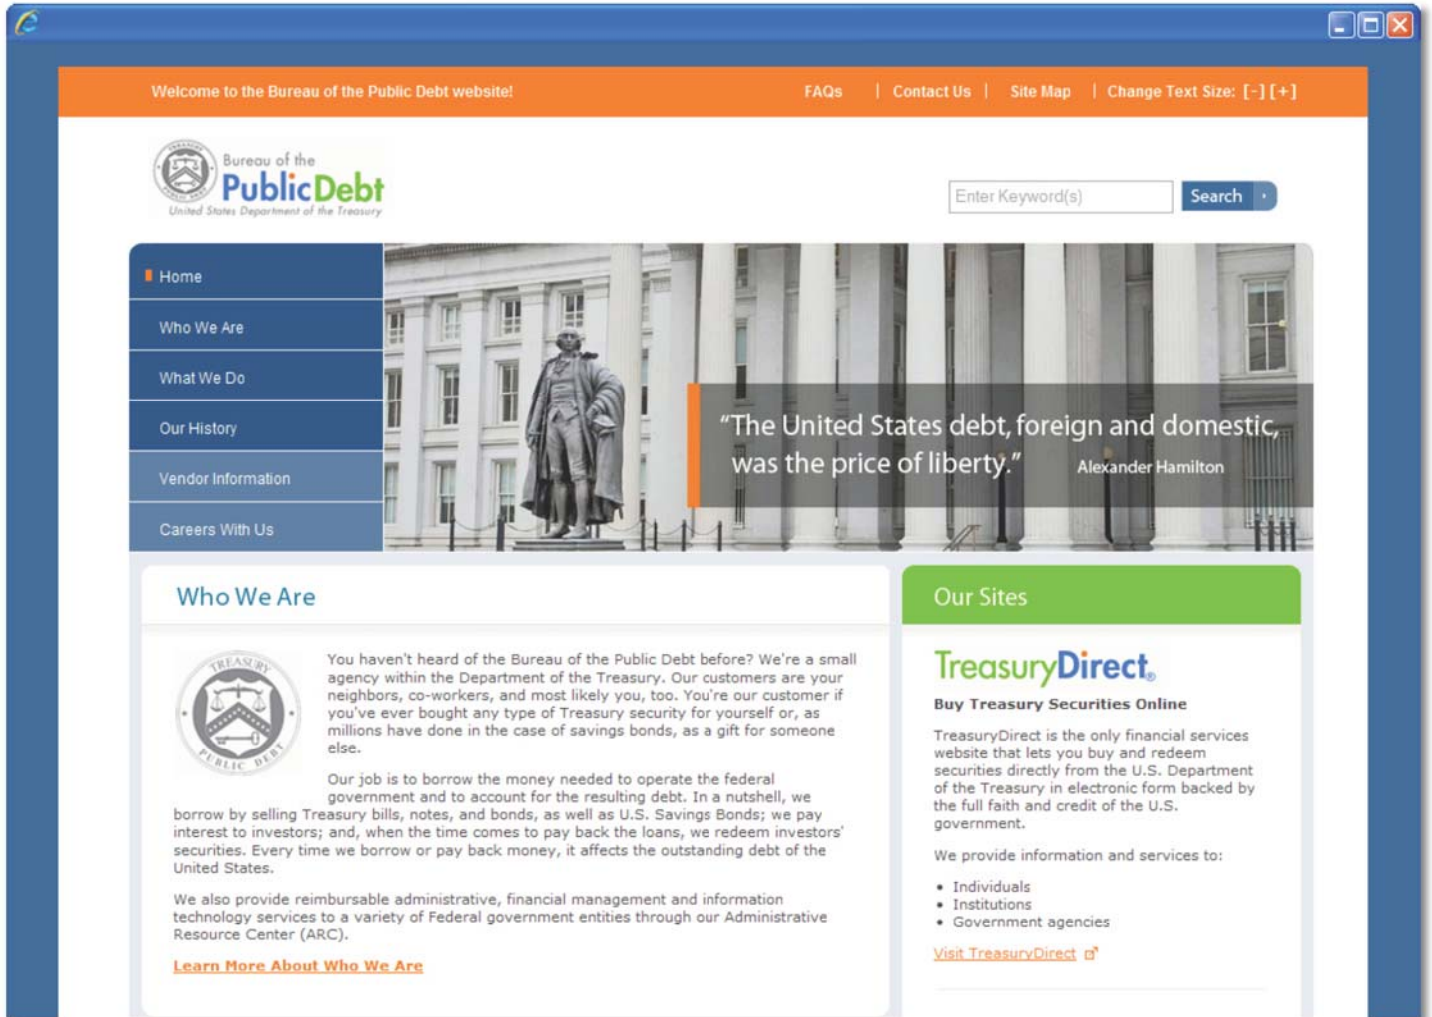 Welcome to the Bureau of the Public Debt website!
FAQs | Contact Us | Site Map | Change Text Size: [-] [+]
Bureau of the
PublicDebt
United States Department of the Treasury
Enter Keyword(s)
Search
Home
Who We Are
What We Do
Our History
Vendor Information
Careers With Us
“The United States debt, foreign and domestic,
was the price of liberty.” Alexander Hamilton
Who We Are
TREASURY
PUBLIC DEBT
You haven't heard of the Bureau of the Public Debt before? We're a small
agency within the Department of the Treasury. Our customers are your
neighbors, co-workers, and most likely you, too. You're our customer if
you've ever bought any type of Treasury security for yourself or, as
millions have done in the case of savings bonds, as a gift for someone
else.
Our job is to borrow the money needed to operate the federal
government and to account for the resulting debt. In a nutshell, we
borrow by selling Treasury bills, notes, and bonds, as well as U.S. Savings Bonds; we pay
interest to investors; and, when the time comes to pay back the loans, we redeem investors'
securities. Every time we borrow or pay back money, it affects the outstanding debt of the
United States.
We also provide reimbursable administrative, financial management and information
technology services to a variety of Federal government entities through our Administrative
Resource Center (ARC).
Learn More About Who We Are
Our Sites
TreasuryDirect®
Buy Treasury Securities Online
TreasuryDirect is the only financial services
website that lets you buy and redeem
securities directly from the U.S. Department
of the Treasury in electronic form backed by
the full faith and credit of the U.S.
government.
We provide information and services to:
• Individuals
• Institutions
• Government agencies
Visit TreasuryDirect